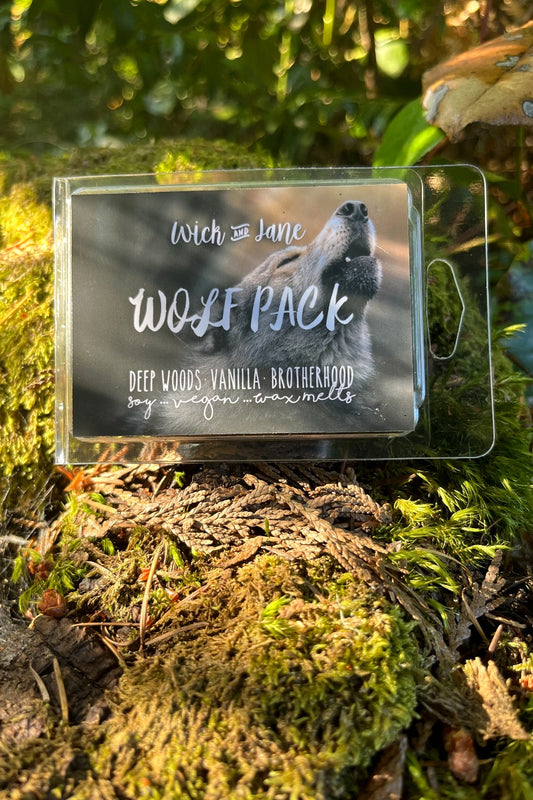 Wick AND Jane
WOLF PACK
DEEP WOODS · VANILLA · BROTHERHOOD
soy...vegan...wax melts